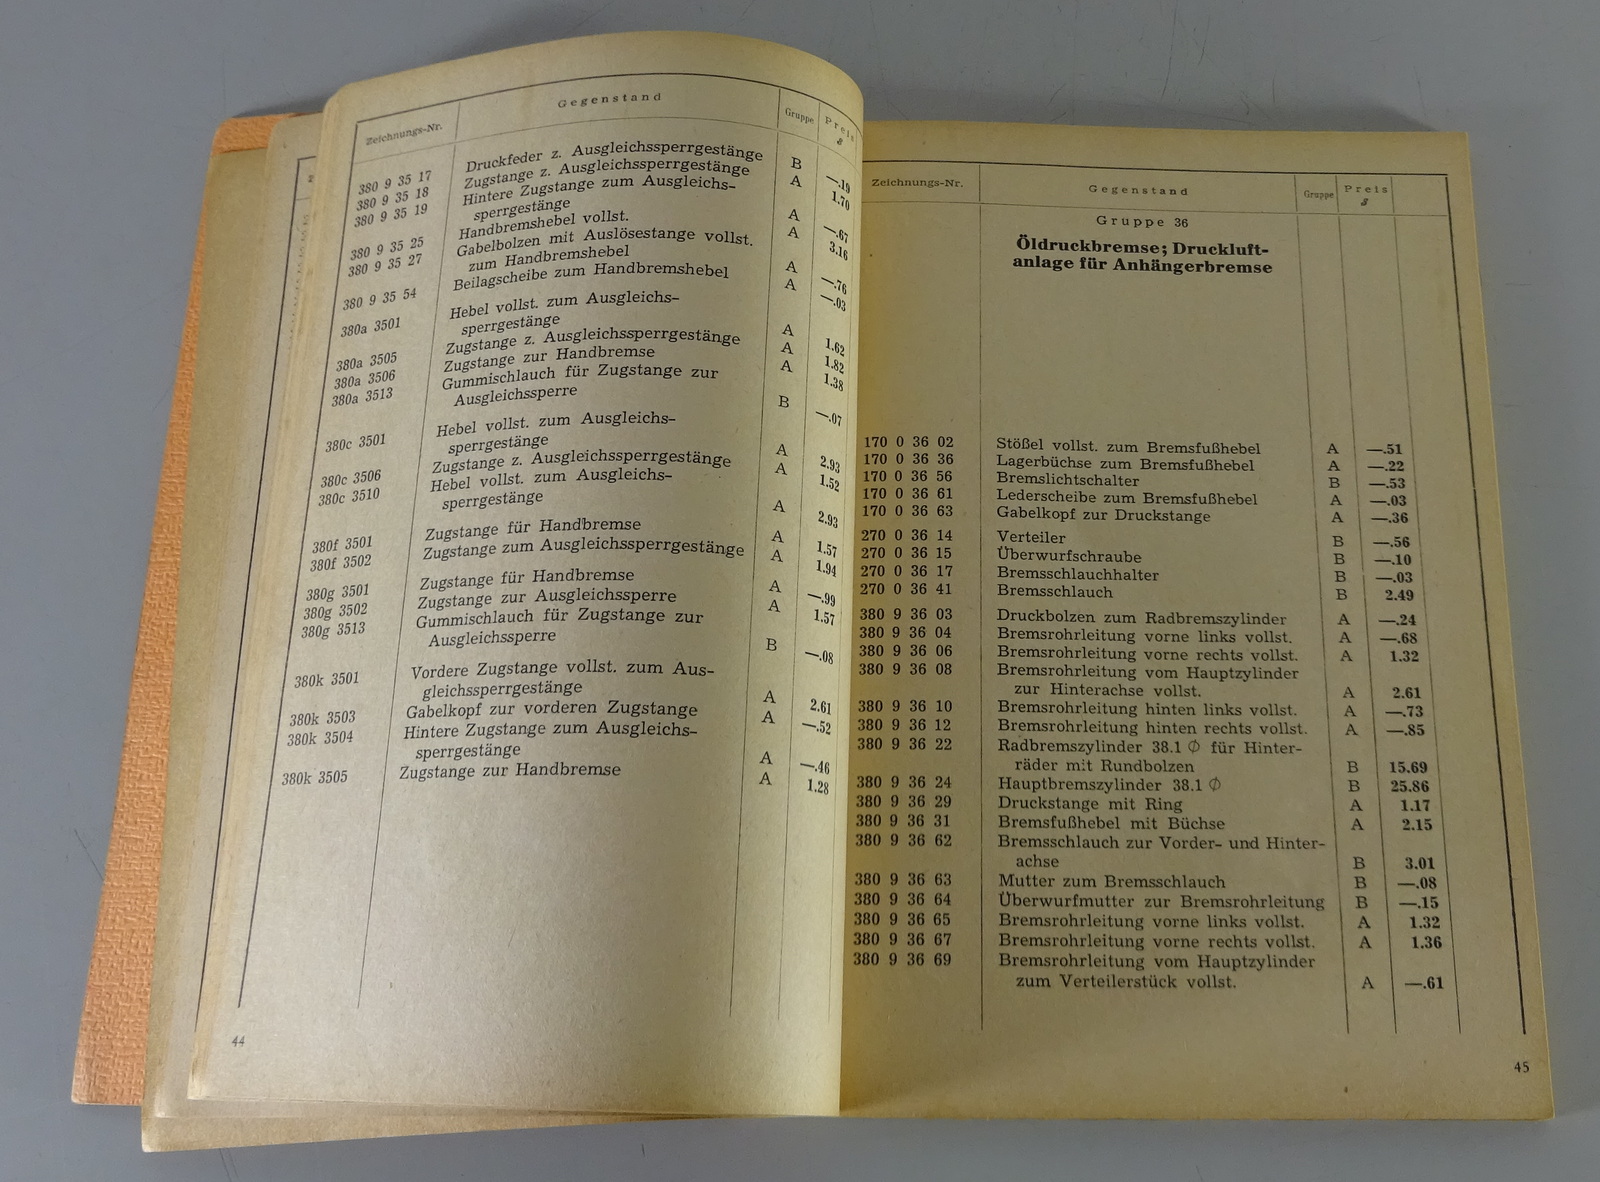 Zeichnungs-Nr. Gegenstand Gruppe Preis $
380 9 35 17 Druckfeder z. Ausgleichssperrgestänge B —.19
380 9 35 18 Zugstange z. Ausgleichssperrgestänge A 1.70
380 9 35 19 Hintere Zugstange zum Ausgleichs-
sperrgestänge A —.67
380 9 35 25 Handbremshebel vollst. A 3.16
380 9 35 27 Gabelbolzen mit Auslösestange vollst.
zum Handbremshebel A —.76
380 9 35 54 Beilagscheibe zum Handbremshebel A —.03
380a 3501 Hebel vollst. zum Ausgleichs-
sperrgestänge A 1.62
380a 3505 Zugstange z. Ausgleichssperrgestänge A 1.82
380a 3506 Zugstange zur Handbremse A 1.38
380a 3513 Gummischlauch für Zugstange zur
Ausgleichssperre B —.07
380c 3501 Hebel vollst. zum Ausgleichs-
sperrgestänge A 2.93
380c 3506 Zugstange z. Ausgleichssperrgestänge A 1.52
380c 3510 Hebel vollst. zum Ausgleichs-
sperrgestänge A 2.93
380f 3501 Zugstange für Handbremse A 1.57
380f 3502 Zugstange zum Ausgleichssperrgestänge A 1.94
380g 3501 Zugstange für Handbremse A —.99
380g 3502 Zugstange zur Ausgleichssperre A 1.57
380g 3513 Gummischlauch für Zugstange zur
Ausgleichssperre B —.08
380k 3501 Vordere Zugstange vollst. zum Aus-
gleichssperrgestänge A 2.61
380k 3503 Gabelkopf zur vorderen Zugstange A —.52
380k 3504 Hintere Zugstange zum Ausgleichs-
sperrgestänge A —.46
380k 3505 Zugstange zur Handbremse A 1.28
44
Zeichnungs-Nr. Gegenstand Gruppe Preis $
Gruppe 36
Öldruckbremse; Druckluft-
anlage für Anhängerbremse
170 0 36 02 Stößel vollst. zum Bremsfußhebel A —.51
170 0 36 36 Lagerbüchse zum Bremsfußhebel A —.22
170 0 36 56 Bremslichtschalter B —.53
170 0 36 61 Lederscheibe zum Bremsfußhebel A —.03
170 0 36 63 Gabelkopf zur Druckstange A —.36
270 0 36 14 Verteiler B —.56
270 0 36 15 Überwurfschraube B —.10
270 0 36 17 Bremsschlauchhalter B —.03
270 0 36 41 Bremsschlauch B 2.49
380 9 36 03 Druckbolzen zum Radbremszylinder A —.24
380 9 36 04 Bremsrohrleitung vorne links vollst. A —.68
380 9 36 06 Bremsrohrleitung vorne rechts vollst. A 1.32
380 9 36 08 Bremsrohrleitung vom Hauptzylinder
zur Hinterachse vollst. A 2.61
380 9 36 10 Bremsrohrleitung hinten links vollst. A —.73
380 9 36 12 Bremsrohrleitung hinten rechts vollst. A —.85
380 9 36 22 Radbremszylinder 38.1 ∅ für Hinter-
räder mit Rundbolzen B 15.69
380 9 36 24 Hauptbremszylinder 38.1 ∅ B 25.86
380 9 36 29 Druckstange mit Ring A 1.17
380 9 36 31 Bremsfußhebel mit Büchse A 2.15
380 9 36 62 Bremsschlauch zur Vorder- und Hinter-
achse B 3.01
380 9 36 63 Mutter zum Bremsschlauch B —.08
380 9 36 64 Überwurfmutter zur Bremsrohrleitung B —.15
380 9 36 65 Bremsrohrleitung vorne links vollst. A 1.32
380 9 36 67 Bremsrohrleitung vorne rechts vollst. A 1.36
380 9 36 69 Bremsrohrleitung vom Hauptzylinder
zum Verteilerstück vollst. A —.61
45